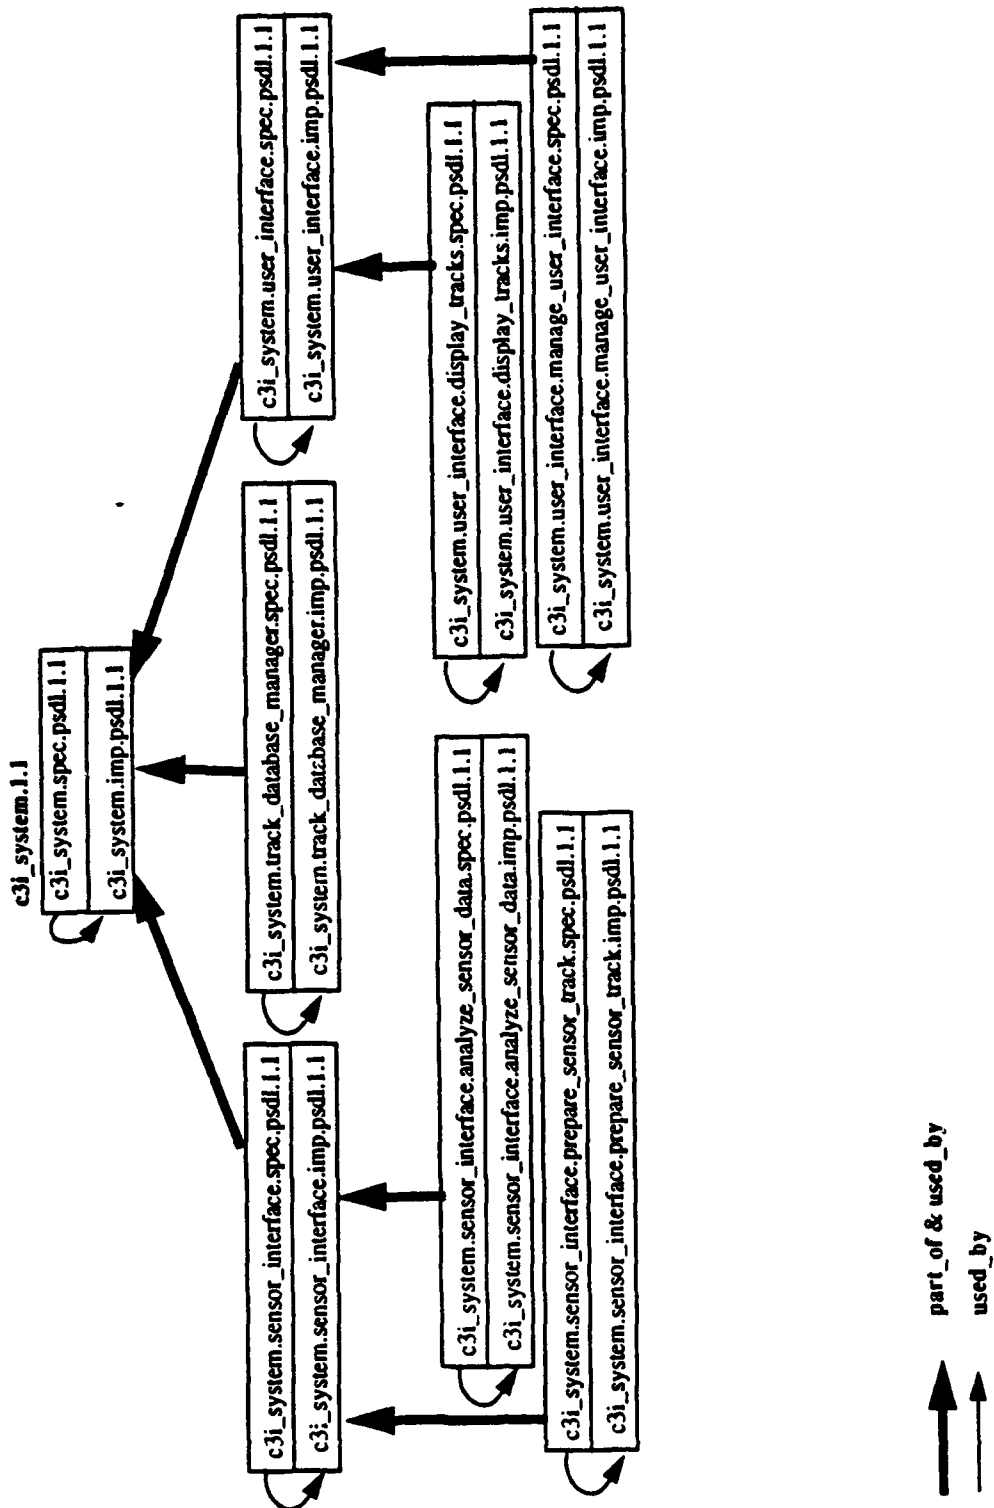 c3i_system.1.1
c3i_system.spec.psdl.1.1
c3i_system.imp.psdl.1.1
c3i_system.sensor_interface.spec.psdl.1.1
c3i_system.sensor_interface.imp.psdl.1.1
c3i_system.track_database_manager.spec.psdl.1.1
c3i_system.track_database_manager.imp.psdl.1.1
c3i_system.user_interface.spec.psdl.1.1
c3i_system.user_interface.imp.psdl.1.1
c3i_system.sensor_interface.analyze_sensor_data.spec.psdl.1.1
c3i_system.sensor_interface.analyze_sensor_data.imp.psdl.1.1
c3i_system.user_interface.display_tracks.spec.psdl.1.1
c3i_system.user_interface.display_tracks.imp.psdl.1.1
c3i_system.sensor_interface.prepare_sensor_track.spec.psdl.1.1
c3i_system.sensor_interface.prepare_sensor_track.imp.psdl.1.1
c3i_system.user_interface.manage_user_interface.spec.psdl.1.1
c3i_system.user_interface.manage_user_interface.imp.psdl.1.1
part_of & used_by
used_by